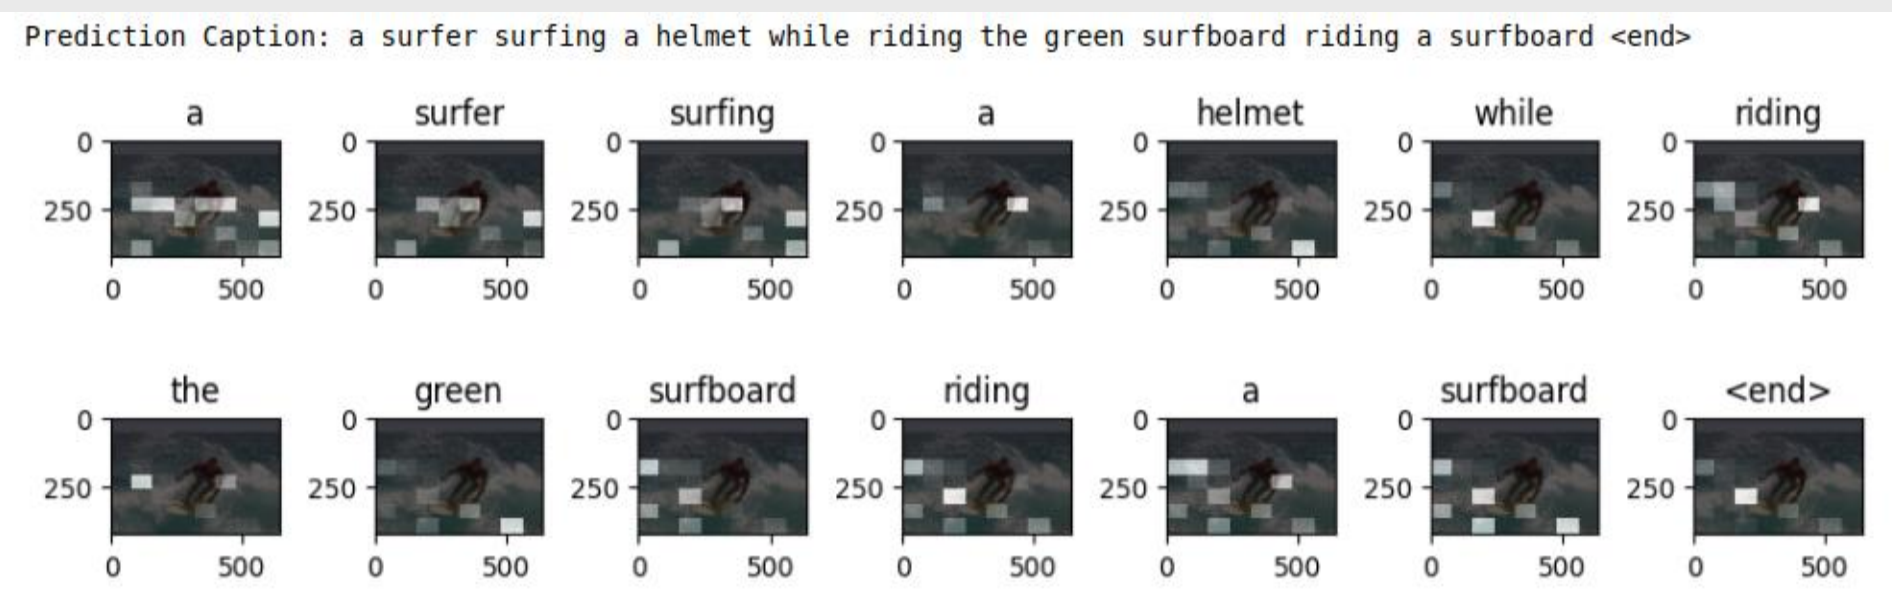 Prediction Caption: a surfer surfing a helmet while riding the green surfboard riding a surfboard <end>
a surfer surfing a helmet while riding
0 0 0 0 0 0 0
250 250 250 250 250 250 250
0 500 0 500 0 500 0 500 0 500 0 500 0 500
the green surfboard riding a surfboard <end>
0 0 0 0 0 0 0
250 250 250 250 250 250 250
0 500 0 500 0 500 0 500 0 500 0 500 0 500